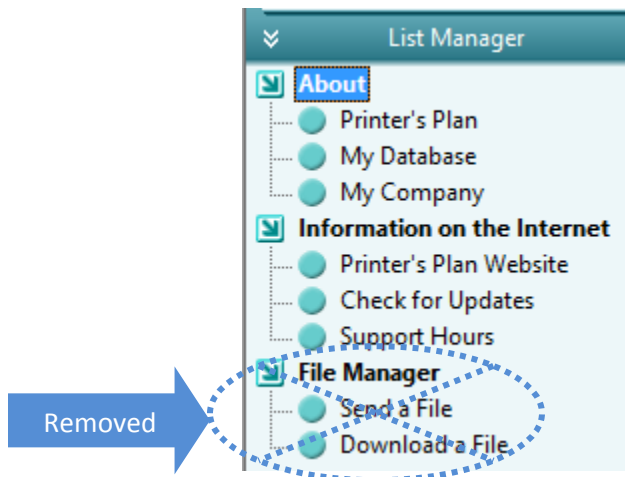 List Manager
About
Printer's Plan
My Database
My Company
Information on the Internet
Printer's Plan Website
Check for Updates
Support Hours
File Manager
Send a File
Removed
Download a File